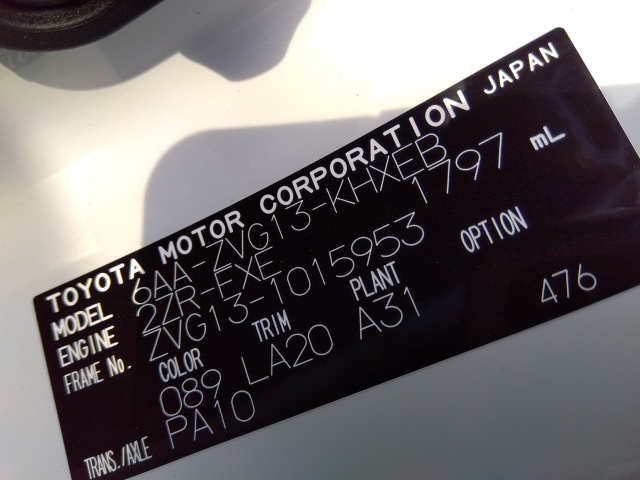 TOYOTA MOTOR CORPORATION JAPAN
MODEL 6AA-ZVG13-KHXEB
ENGINE 2ZR-EXE 1797 mL
FRAME No. ZVG13-1015953
COLOR TRIM PLANT OPTION
089 LA20 A31 476
TRANS./AXLE PA10